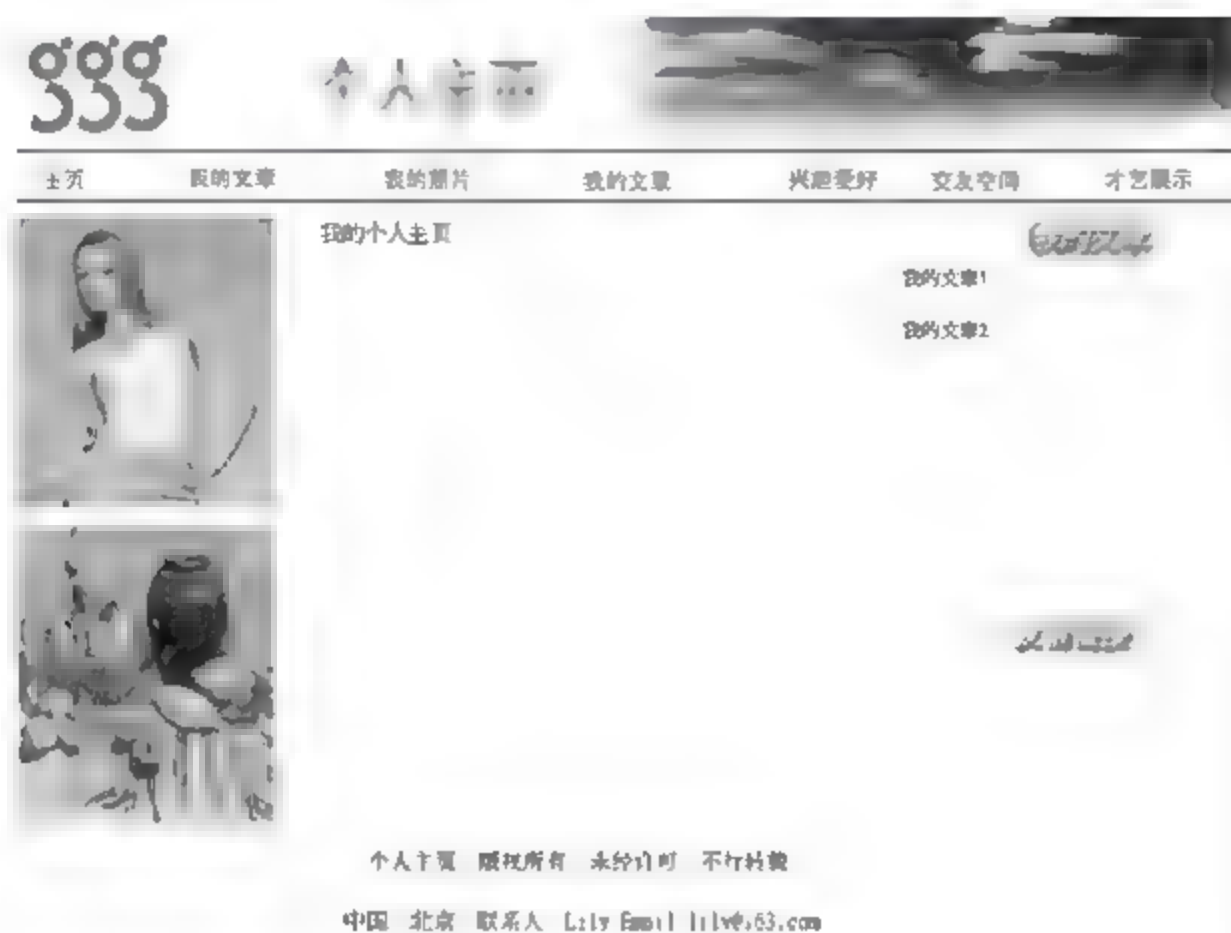 ggg
个人主页
主页 我的文章 我的照片 我的文章 兴趣爱好 交友空间 才艺展示
我的个人主页
我的文章1
我的文章2
个人主页 版权所有 未经许可 不得转载
中国 北京 联系人 Lily Email